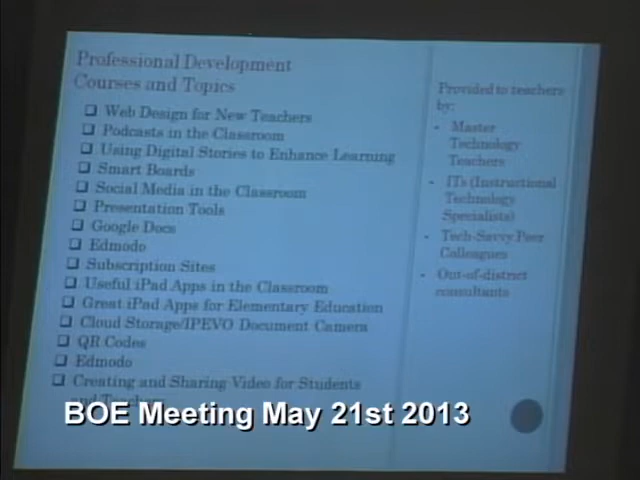 Professional Development
Courses and Topics
❑ Web Design for New Teachers
❑ Podcasts in the Classroom
❑ Using Digital Stories to Enhance Learning
❑ Smart Boards
❑ Social Media in the Classroom
❑ Presentation Tools
❑ Google Docs
❑ Edmodo
❑ Subscription Sites
❑ Useful iPad Apps in the Classroom
❑ Great iPad Apps for Elementary Education
❑ Cloud Storage/IPEVO Document Camera
❑ QR Codes
❑ Edmodo
❑ Creating and Sharing Video for Students
and Teachers
Provided to teachers
by:
• Master
Technology
Teachers
• ITs (Instructional
Technology
Specialists)
• Tech-Savvy Peer
Colleagues
• Out-of-district
consultants
BOE Meeting May 21st 2013